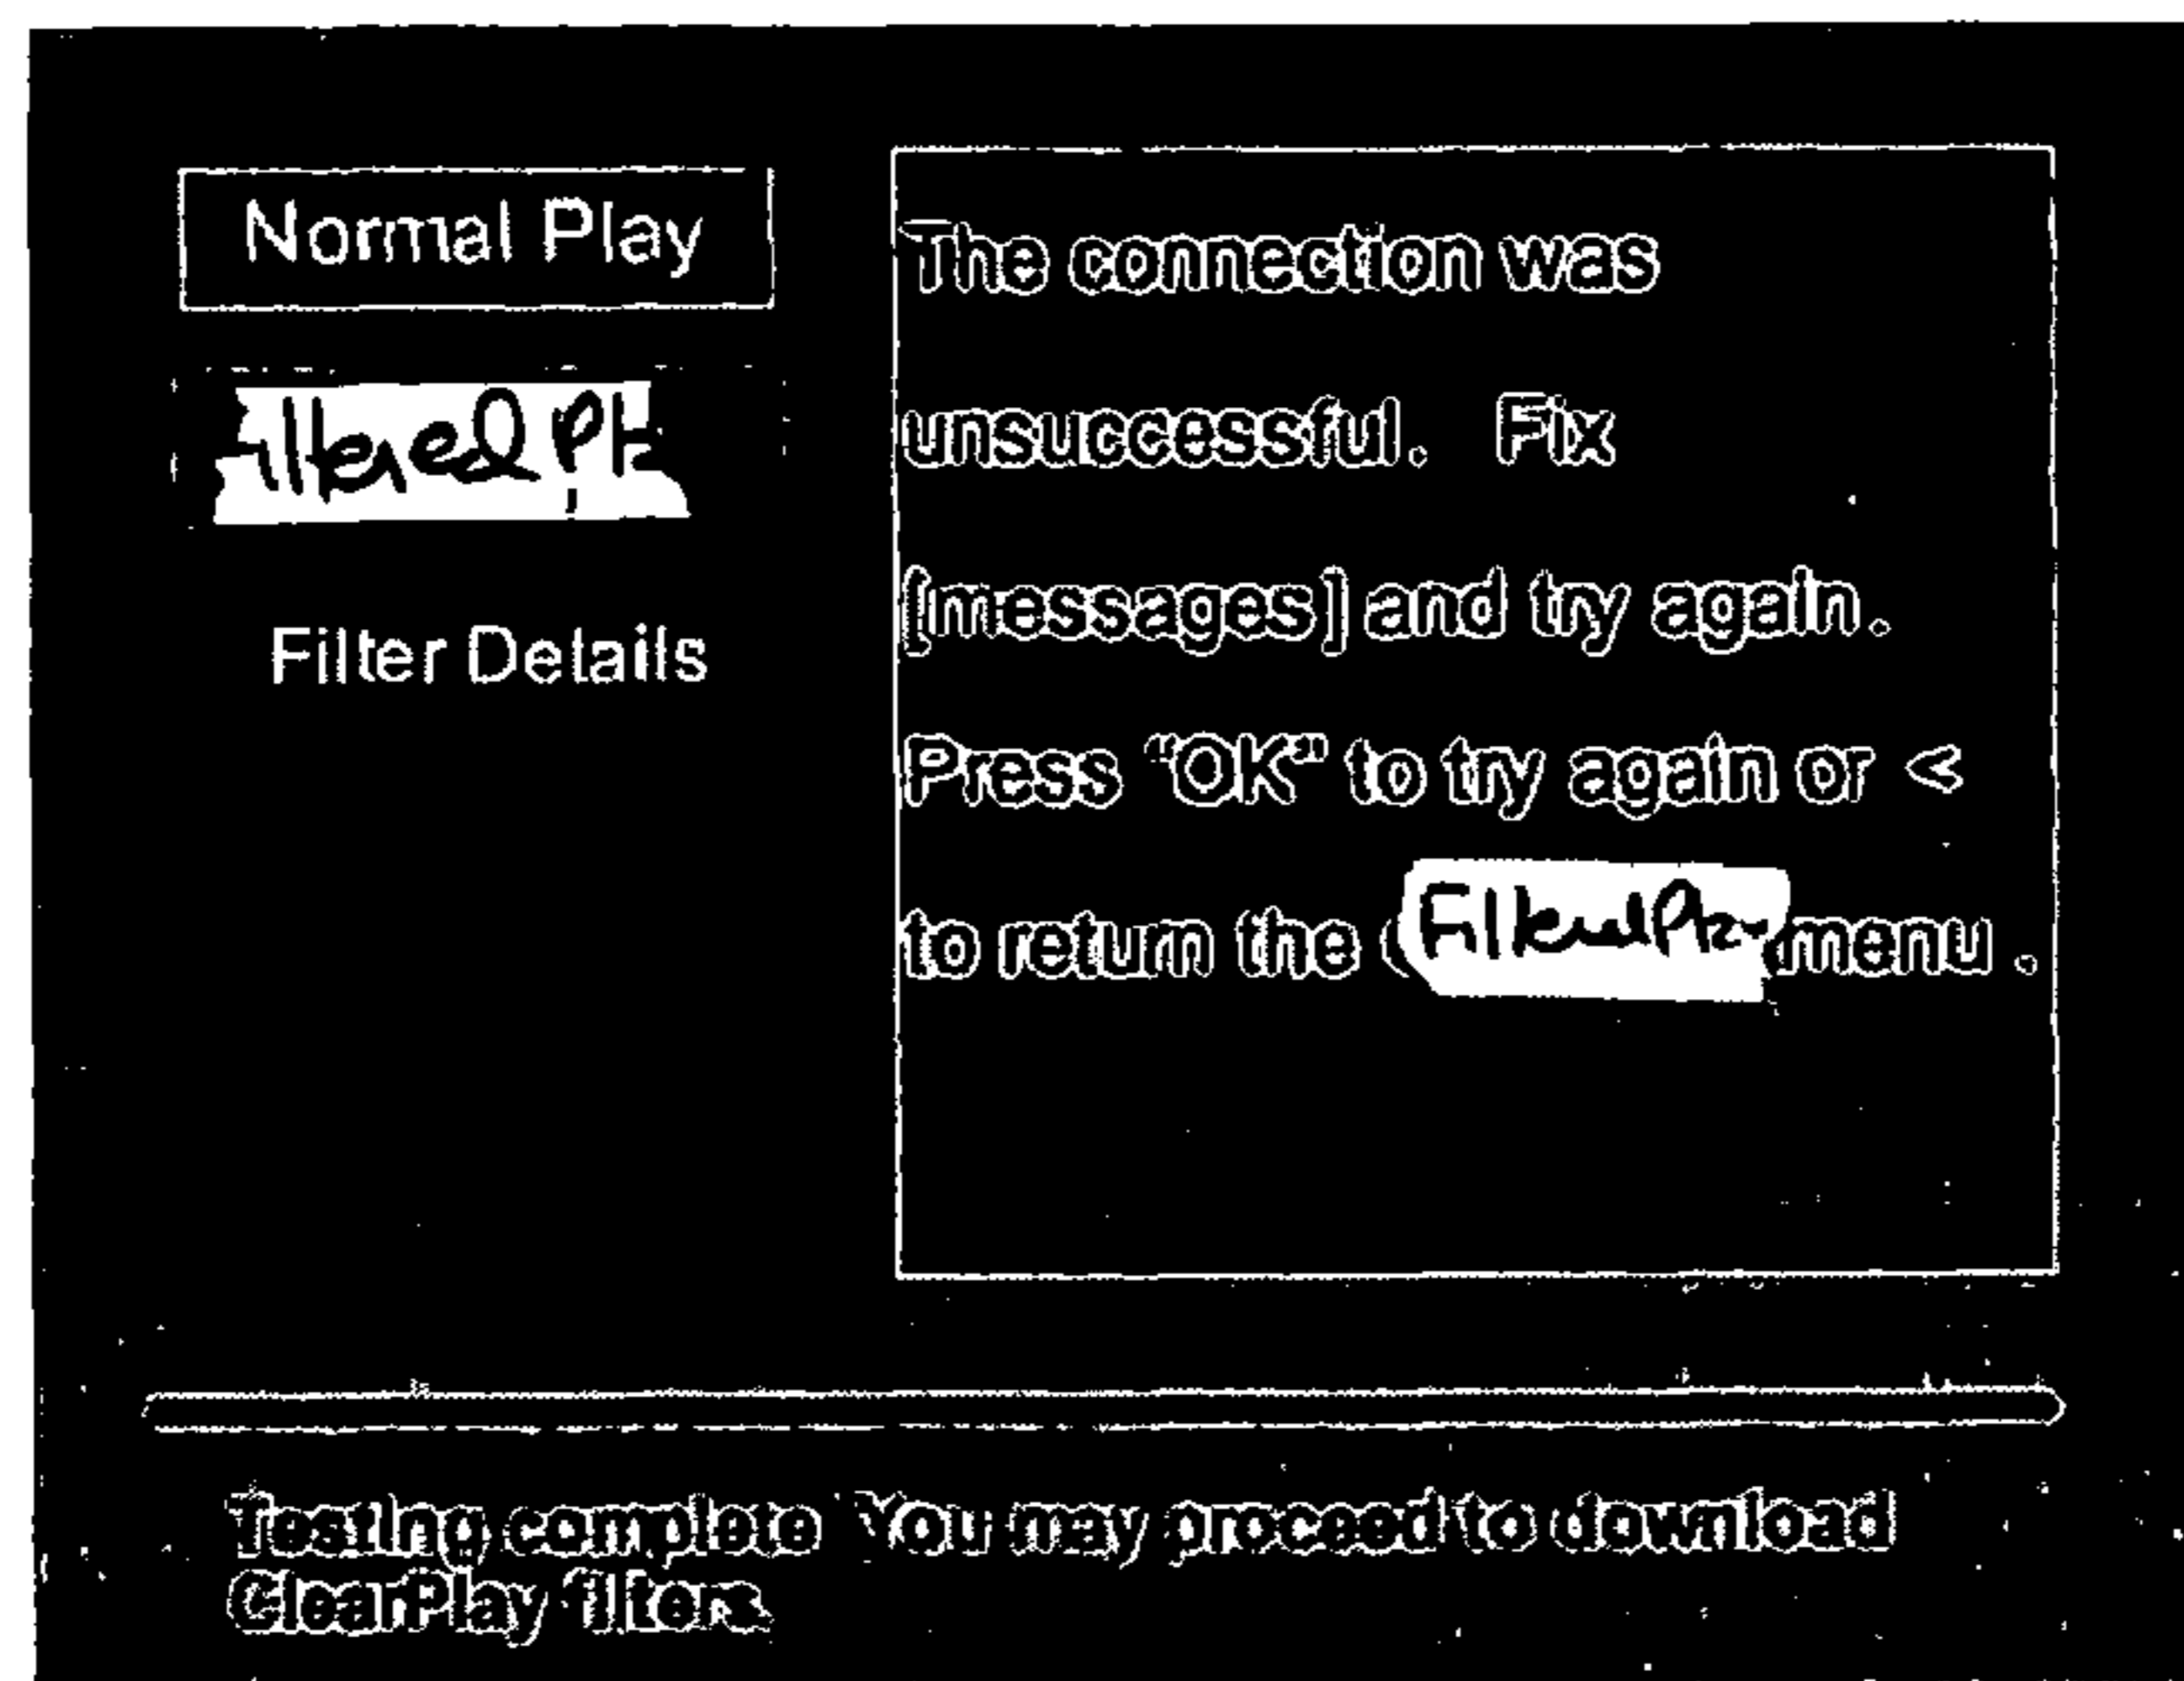 Normal Play
Filter Details
The connection was
unsuccessful. Fix
[messages] and try again.
Press "OK" to try again or <
to return the ( menu.
Testing complete You may proceed to download
ClearPlay filters